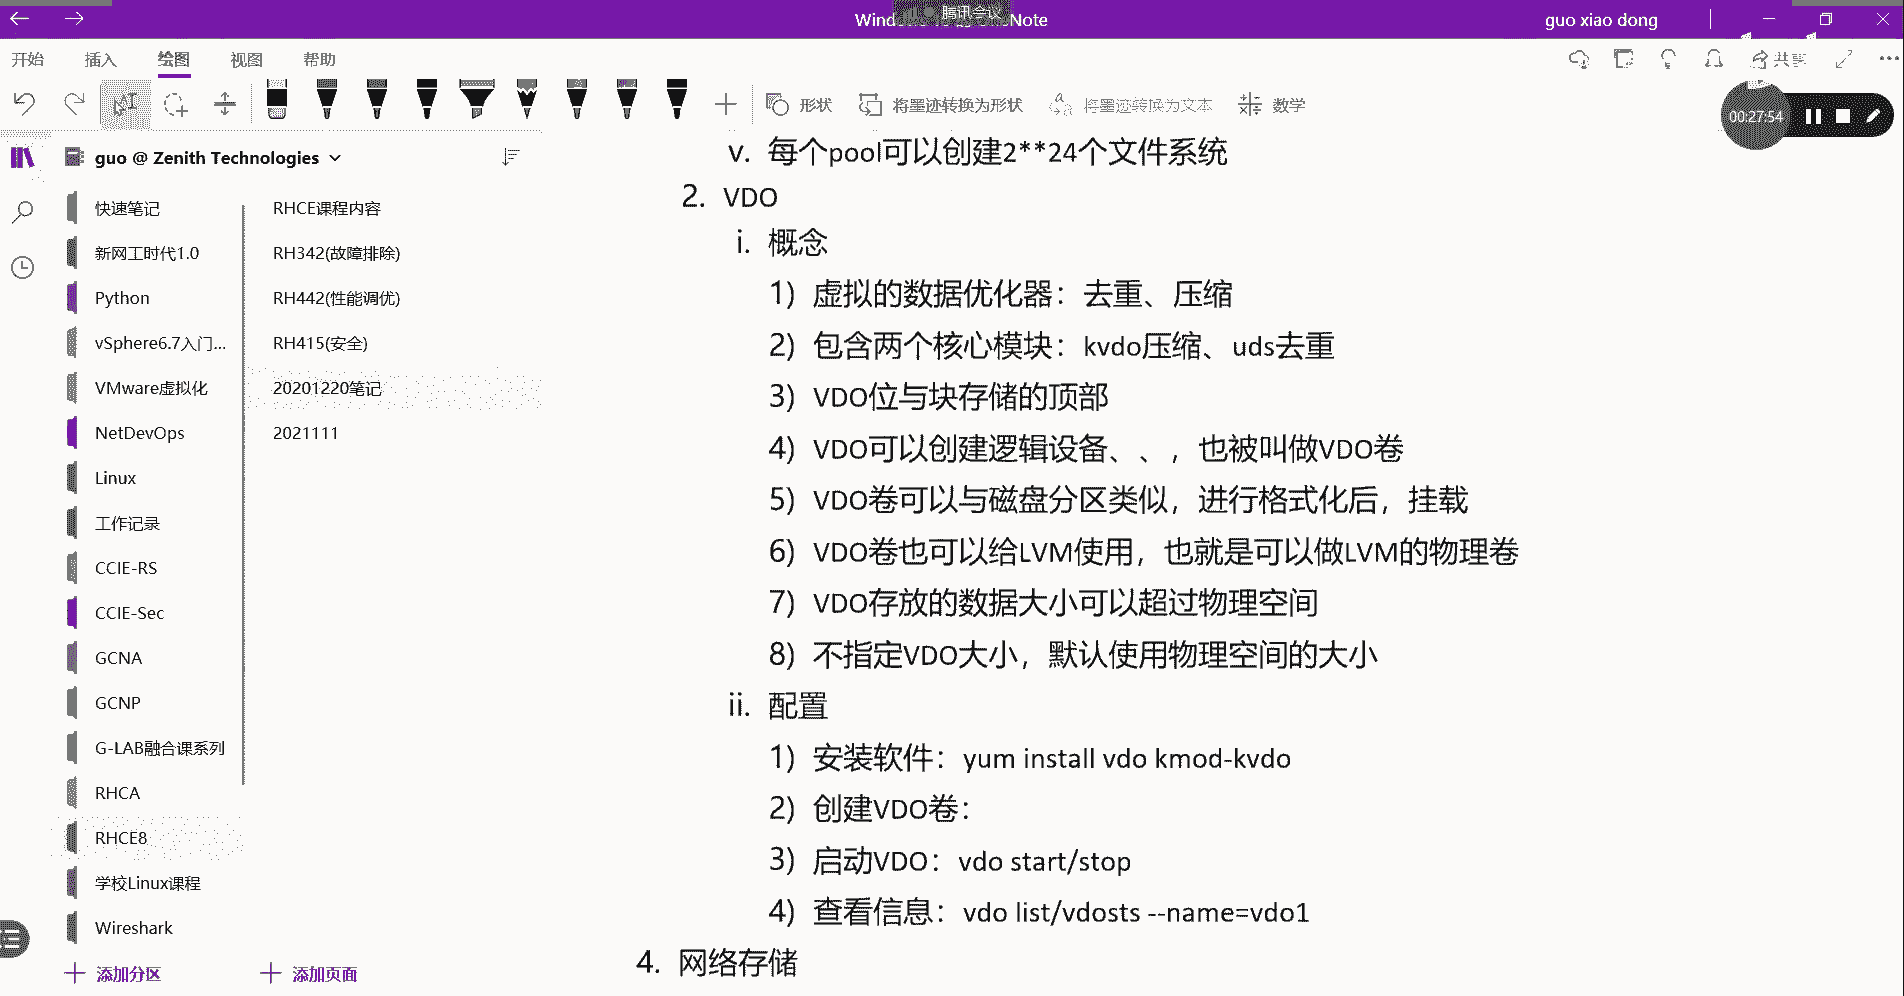 腾讯会议
guo xiao dong
开始 插入 绘图 视图 帮助
共享
形状 将墨迹转换为形状 将墨迹转换为文本 数学
00:27:54
guo @ Zenith Technologies
快速笔记
新网工时代1.0
Python
vSphere6.7入门...
VMware虚拟化
NetDevOps
Linux
工作记录
CCIE-RS
CCIE-Sec
GCNA
GCNP
G-LAB融合课系列
RHCA
RHCE8
学校Linux课程
Wireshark
添加分区
RHCE课程内容
RH342(故障排除)
RH442(性能调优)
RH415(安全)
20201220笔记
2021111
添加页面
v. 每个pool可以创建2**24个文件系统
2. VDO
i. 概念
1) 虚拟的数据优化器：去重、压缩
2) 包含两个核心模块：kvdo压缩、uds去重
3) VDO位与块存储的顶部
4) VDO可以创建逻辑设备、、，也被叫做VDO卷
5) VDO卷可以与磁盘分区类似，进行格式化后，挂载
6) VDO卷也可以给LVM使用，也就是可以做LVM的物理卷
7) VDO存放的数据大小可以超过物理空间
8) 不指定VDO大小，默认使用物理空间的大小
ii. 配置
1) 安装软件：yum install vdo kmod-kvdo
2) 创建VDO卷：
3) 启动VDO：vdo start/stop
4) 查看信息：vdo list/vdosts --name=vdo1
4. 网络存储